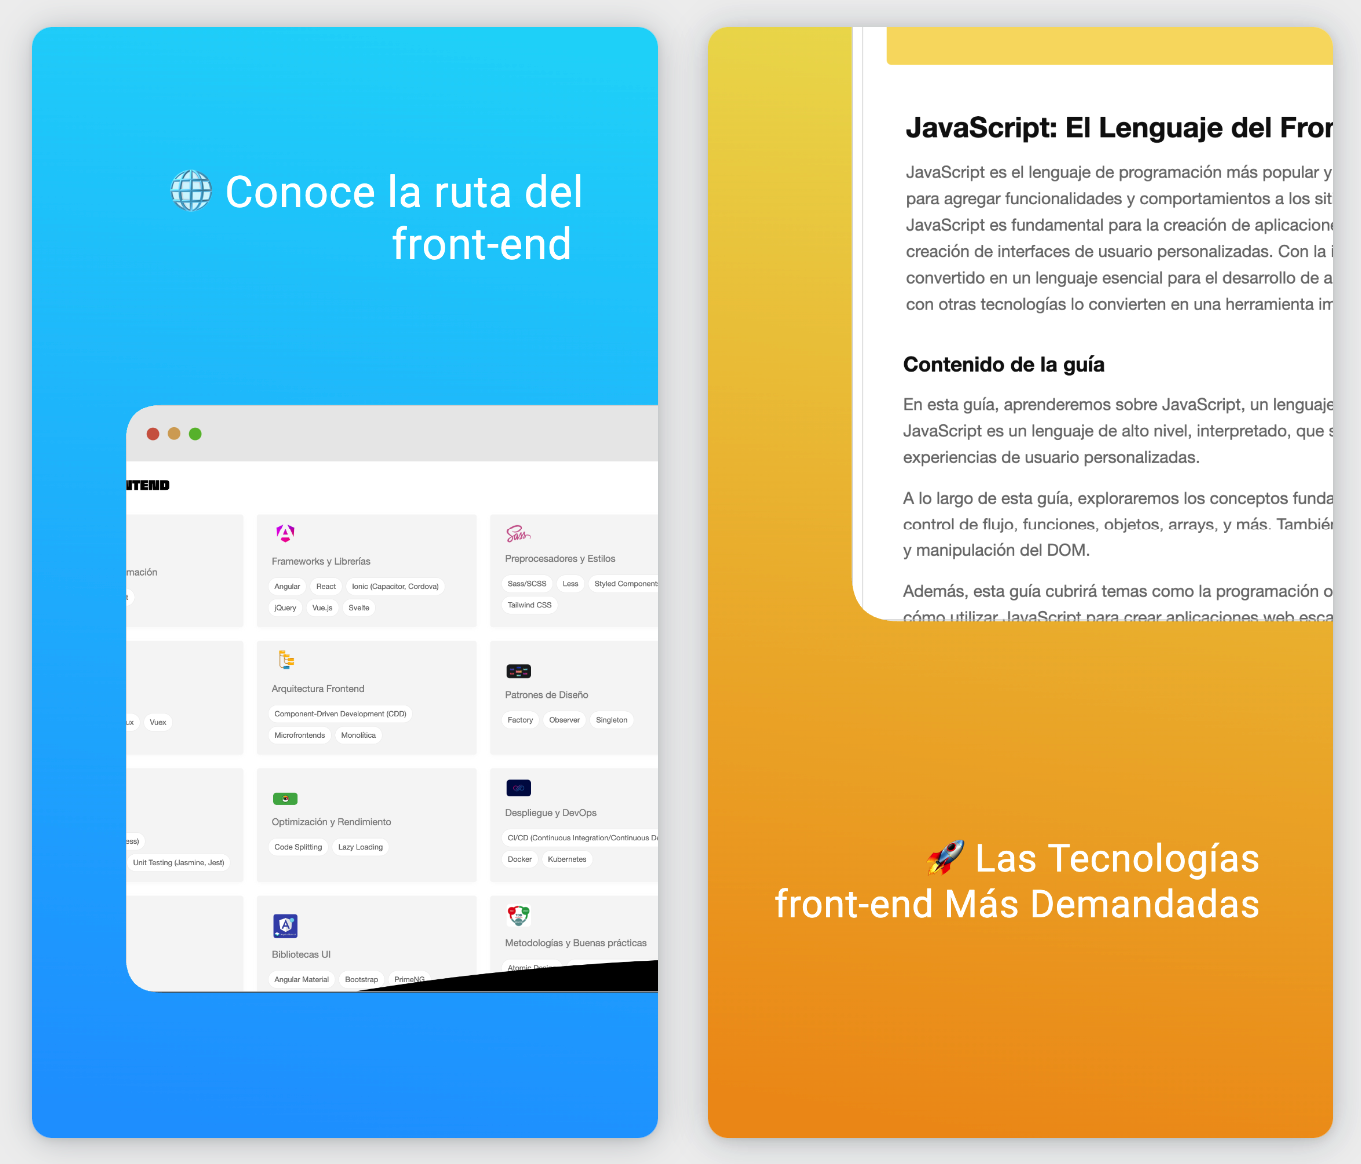 Conoce la ruta del
front-end
NTEND
mación
Frameworks y Librerías
Angular React Ionic (Capacitor, Cordova)
jQuery Vue.js Svelte
Preprocesadores y Estilos
Sass/SCSS Less Styled Component
Tailwind CSS
ux Vuex
Arquitectura Frontend
Component-Driven Development (CDD)
Microfrontends Monolítica
Patrones de Diseño
Factory Observer Singleton
ess)
Unit Testing (Jasmine, Jest)
Optimización y Rendimiento
Code Splitting Lazy Loading
Despliegue y DevOps
CI/CD (Continuous Integration/Continuous De
Docker Kubernetes
Bibliotecas UI
Angular Material Bootstrap PrimeNG
Metodologías y Buenas prácticas
JavaScript: El Lenguaje del Fron
JavaScript es el lenguaje de programación más popular y
para agregar funcionalidades y comportamientos a los sit
JavaScript es fundamental para la creación de aplicacione
creación de interfaces de usuario personalizadas. Con la i
convertido en un lenguaje esencial para el desarrollo de a
con otras tecnologías lo convierten en una herramienta im
Contenido de la guía
En esta guía, aprenderemos sobre JavaScript, un lenguaje
JavaScript es un lenguaje de alto nivel, interpretado, que s
experiencias de usuario personalizadas.
A lo largo de esta guía, exploraremos los conceptos funda
control de flujo, funciones, objetos, arrays, y más. También
y manipulación del DOM.
Además, esta guía cubrirá temas como la programación o
cómo utilizar JavaScript para crear aplicaciones web esca
Las Tecnologías
front-end Más Demandadas